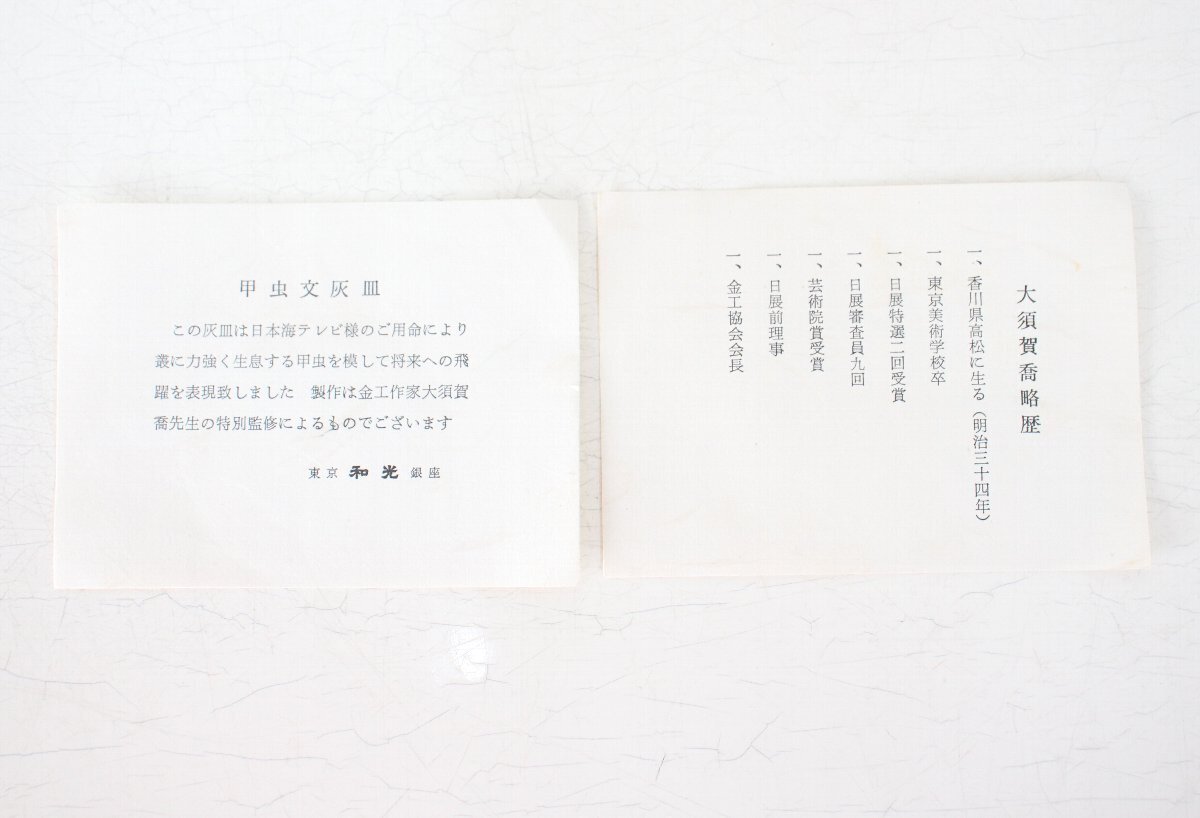 甲虫文灰皿
この灰皿は日本海テレビ様のご用命により
叢に力強く生息する甲虫を模して将来への飛
躍を表現致しました　製作は金工作家大須賀
喬先生の特別監修によるものでございます
東京 和光 銀座
大須賀喬略歴
一、香川県高松に生る（明治三十四年）
一、東京美術学校卒
一、日展特選二回受賞
一、日展審査員九回
一、芸術院賞受賞
一、日展前理事
一、金工協会会長